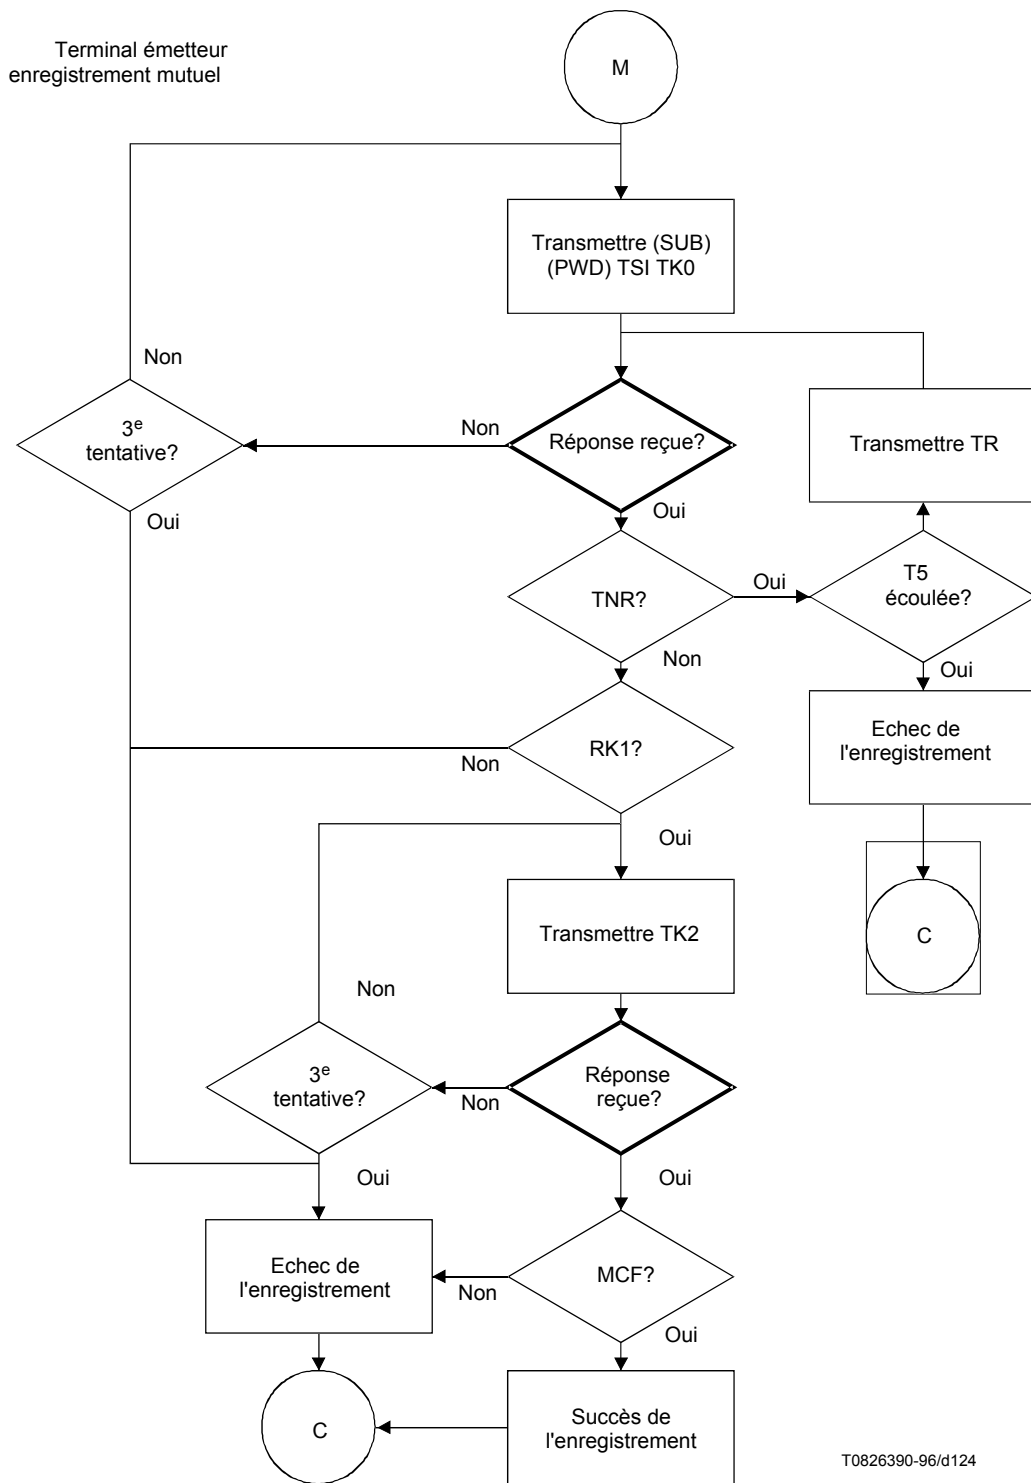 Terminal émetteur
enregistrement mutuel
M
Transmettre (SUB)
(PWD) TSI TK0
Non
3e
tentative?
Oui
Non
Réponse reçue?
Oui
Transmettre TR
TNR?
Oui
T5
écoulée?
Non
Oui
RK1?
Non
Oui
Echec de
l'enregistrement
C
Transmettre TK2
Non
3e
tentative?
Non
Réponse
reçue?
Oui
Oui
Echec de
l'enregistrement
Non
MCF?
Oui
C
Succès de
l'enregistrement
T0826390-96/d124